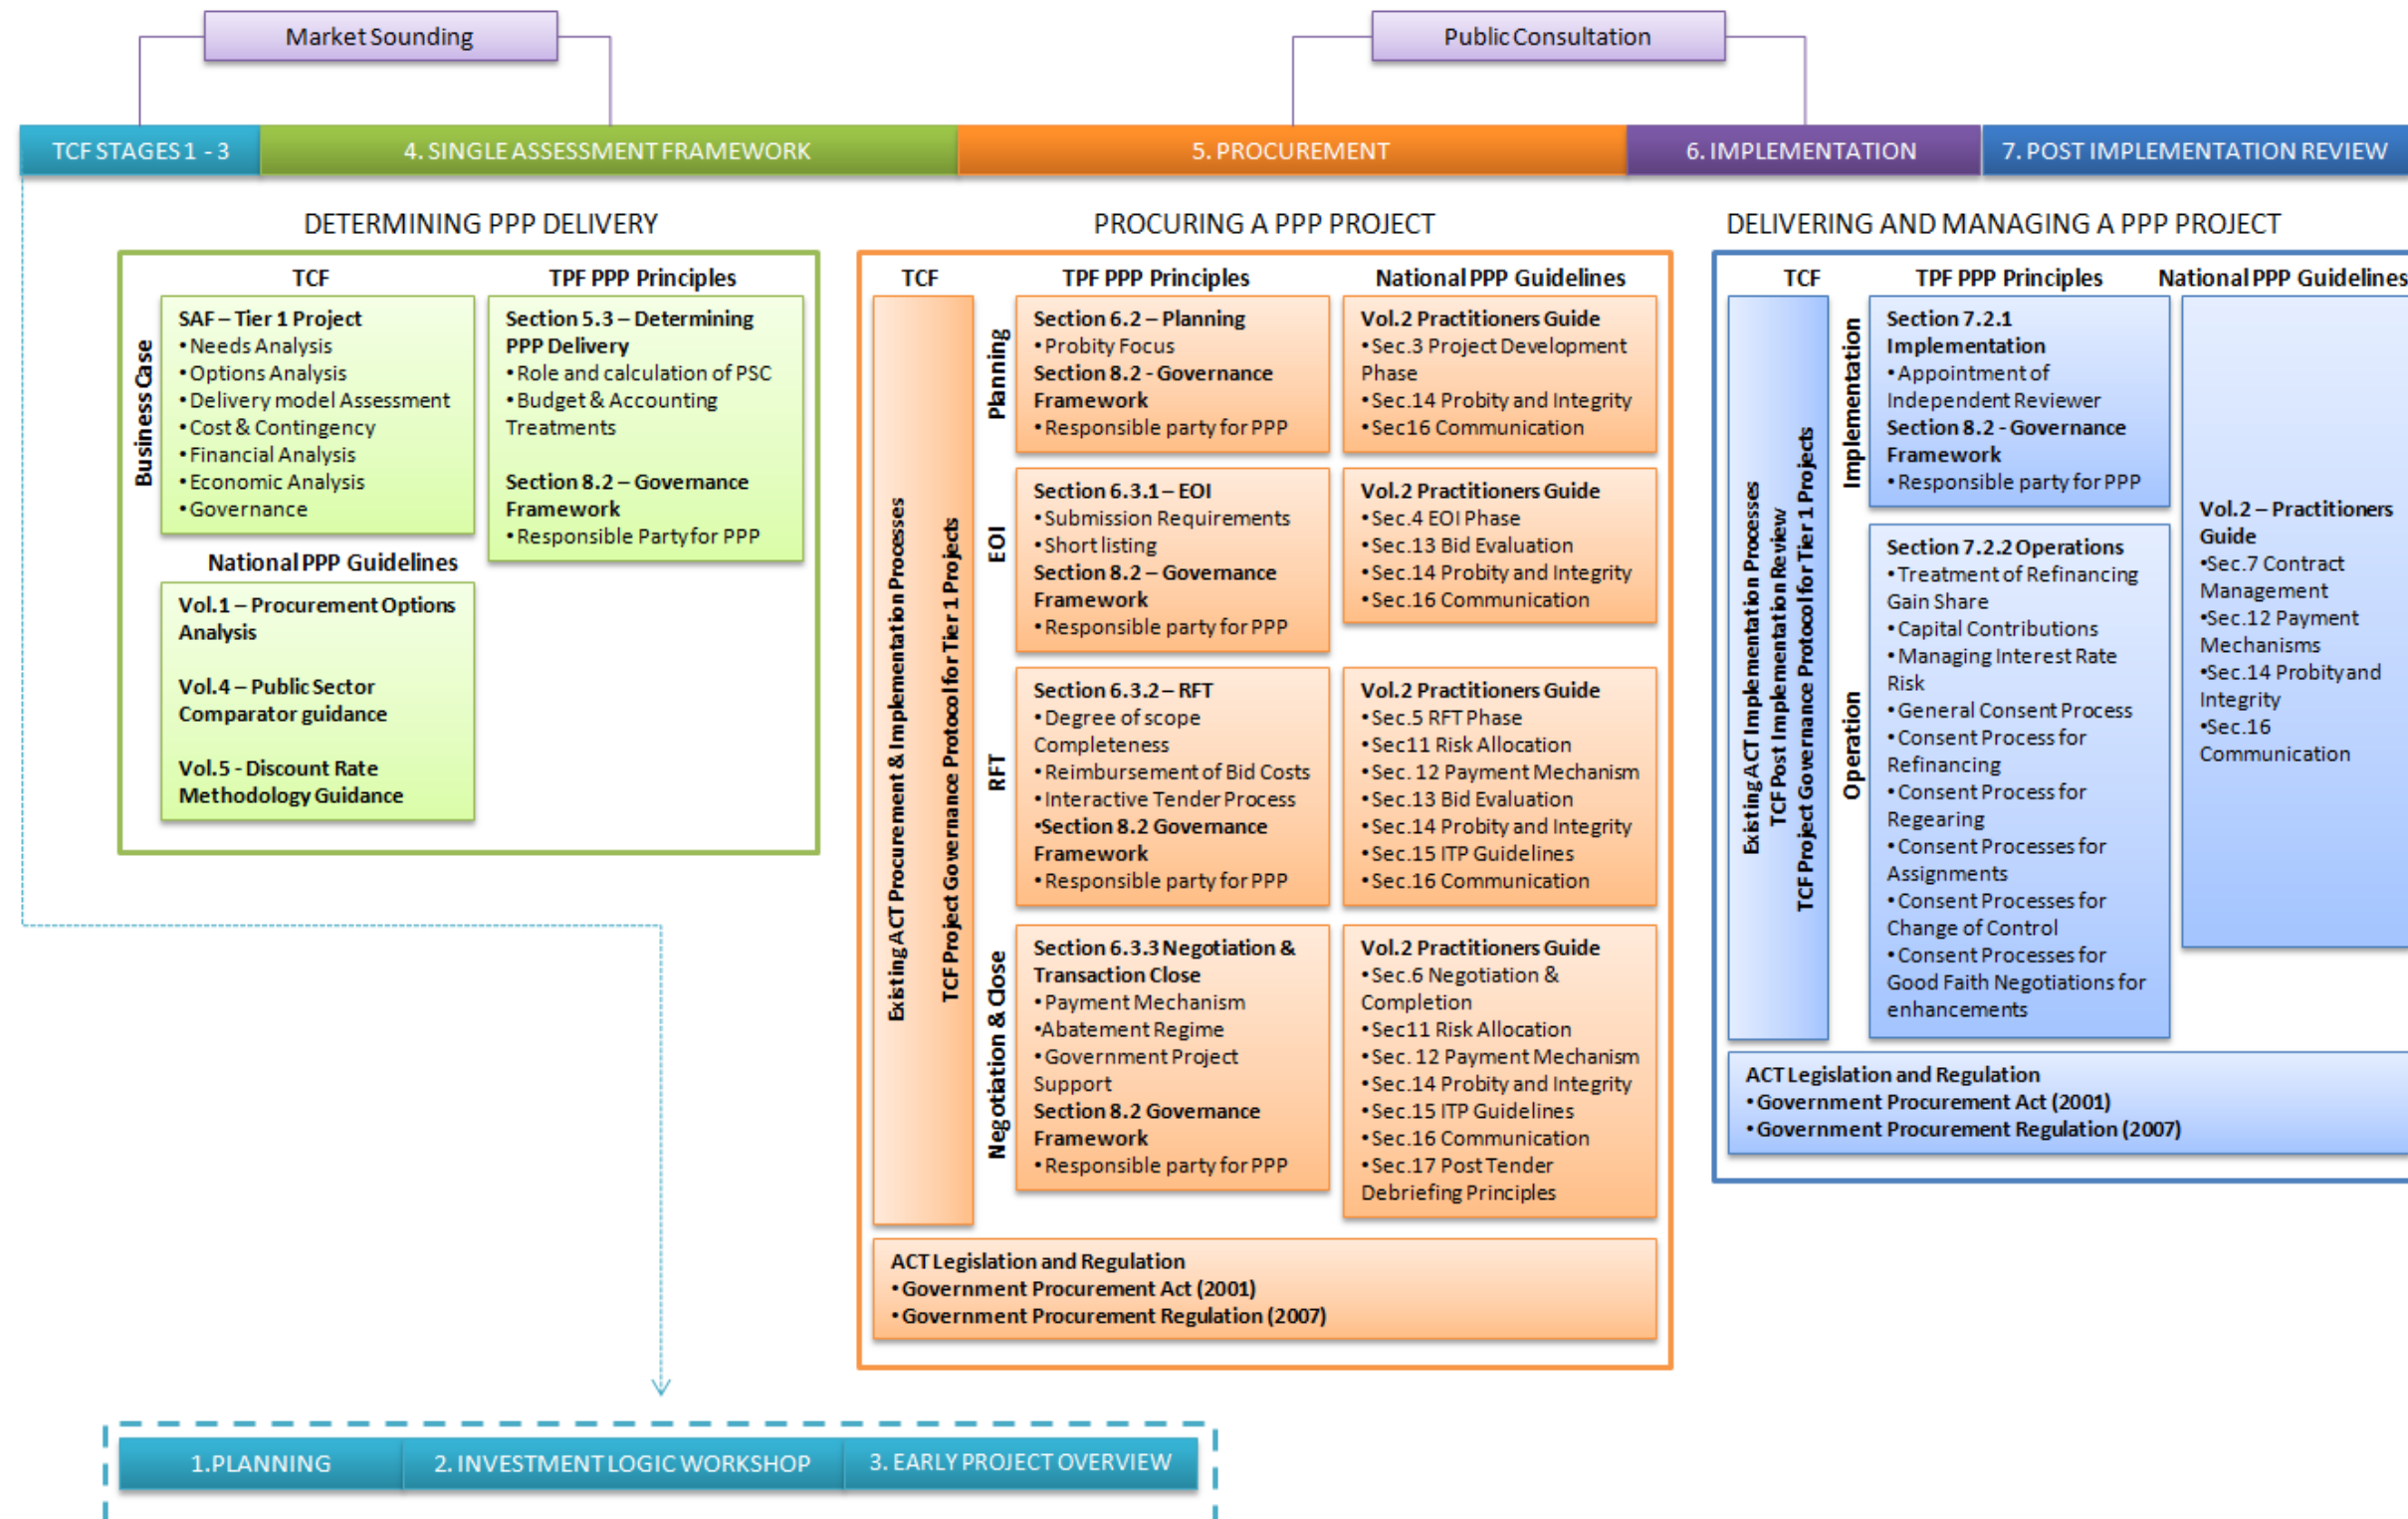 Market Sounding
Public Consultation
TCF STAGES 1 - 3
4. SINGLE ASSESSMENT FRAMEWORK
5. PROCUREMENT
6. IMPLEMENTATION
7. POST IMPLEMENTATION REVIEW
DETERMINING PPP DELIVERY
TCF
TPF PPP Principles
Business Case
SAF – Tier 1 Project
• Needs Analysis
• Options Analysis
• Delivery model Assessment
• Cost & Contingency
• Financial Analysis
• Economic Analysis
• Governance
Section 5.3 – Determining
PPP Delivery
• Role and calculation of PSC
• Budget & Accounting
Treatments
Section 8.2 – Governance
Framework
• Responsible Party for PPP
National PPP Guidelines
Vol.1 – Procurement Options
Analysis
Vol.4 – Public Sector
Comparator guidance
Vol.5 - Discount Rate
Methodology Guidance
PROCURING A PPP PROJECT
TCF
TPF PPP Principles
National PPP Guidelines
Existing ACT Procurement & Implementation Processes
TCF Project Governance Protocol for Tier 1 Projects
Planning
Section 6.2 – Planning
• Probity Focus
Section 8.2 - Governance
Framework
• Responsible party for PPP
Vol.2 Practitioners Guide
• Sec.3 Project Development
Phase
• Sec.14 Probity and Integrity
• Sec16 Communication
EOI
Section 6.3.1 – EOI
• Submission Requirements
• Short listing
Section 8.2 – Governance
Framework
• Responsible party for PPP
Vol.2 Practitioners Guide
• Sec.4 EOI Phase
• Sec.13 Bid Evaluation
• Sec.14 Probity and Integrity
• Sec.16 Communication
RFT
Section 6.3.2 – RFT
• Degree of scope
Completeness
• Reimbursement of Bid Costs
• Interactive Tender Process
•Section 8.2 Governance
Framework
• Responsible party for PPP
Vol.2 Practitioners Guide
• Sec.5 RFT Phase
• Sec11 Risk Allocation
• Sec. 12 Payment Mechanism
• Sec.13 Bid Evaluation
• Sec.14 Probity and Integrity
• Sec.15 ITP Guidelines
• Sec.16 Communication
Negotiation & Close
Section 6.3.3 Negotiation &
Transaction Close
• Payment Mechanism
•Abatement Regime
• Government Project
Support
Section 8.2 Governance
Framework
• Responsible party for PPP
Vol.2 Practitioners Guide
• Sec.6 Negotiation &
Completion
• Sec11 Risk Allocation
• Sec. 12 Payment Mechanism
• Sec.14 Probity and Integrity
• Sec.15 ITP Guidelines
• Sec.16 Communication
• Sec.17 Post Tender
Debriefing Principles
ACT Legislation and Regulation
• Government Procurement Act (2001)
• Government Procurement Regulation (2007)
DELIVERING AND MANAGING A PPP PROJECT
TCF
TPF PPP Principles
National PPP Guidelines
Existing ACT Implementation Processes
TCF Post Implementation Review
TCF Project Governance Protocol for Tier 1 Projects
Implementation
Section 7.2.1
Implementation
• Appointment of
Independent Reviewer
Section 8.2 - Governance
Framework
• Responsible party for PPP
Operation
Section 7.2.2 Operations
• Treatment of Refinancing
Gain Share
• Capital Contributions
• Managing Interest Rate
Risk
• General Consent Process
• Consent Process for
Refinancing
• Consent Process for
Regearing
• Consent Processes for
Assignments
• Consent Processes for
Change of Control
• Consent Processes for
Good Faith Negotiations for
enhancements
Vol.2 – Practitioners
Guide
•Sec.7 Contract
Management
•Sec.12 Payment
Mechanisms
•Sec.14 Probity and
Integrity
•Sec.16
Communication
ACT Legislation and Regulation
• Government Procurement Act (2001)
• Government Procurement Regulation (2007)
1.PLANNING
2. INVESTMENT LOGIC WORKSHOP
3. EARLY PROJECT OVERVIEW